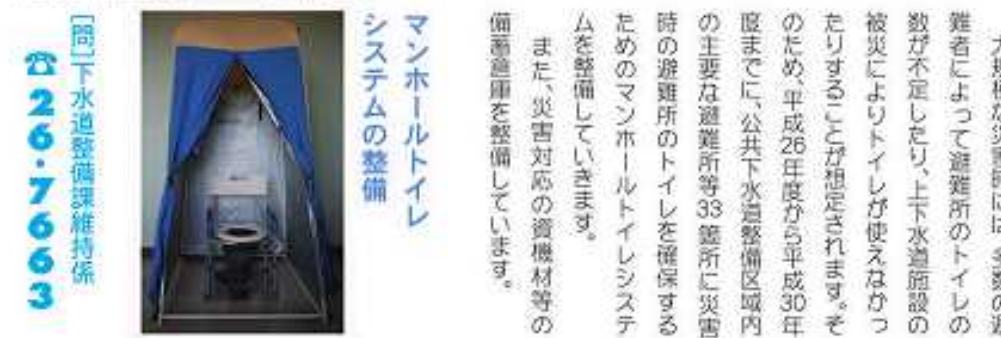 大規模な災害時には、多数の避
難者によって避難所のトイレの
数が不足したり、上下水道施設の
被災によりトイレが使えなかっ
たりすることが想定されます。そ
のため、平成26年度から平成30年
度までに、公共下水道整備区域内
の主要な避難所等33箇所に災害
時の避難所のトイレを確保する
ためのマンホールトイレシステ
ムを整備していきます。
また、災害対応の資機材等の
備蓄倉庫を整備しています。
マンホールトイレ
システムの整備
[問]下水道整備課維持係
☎26・7663